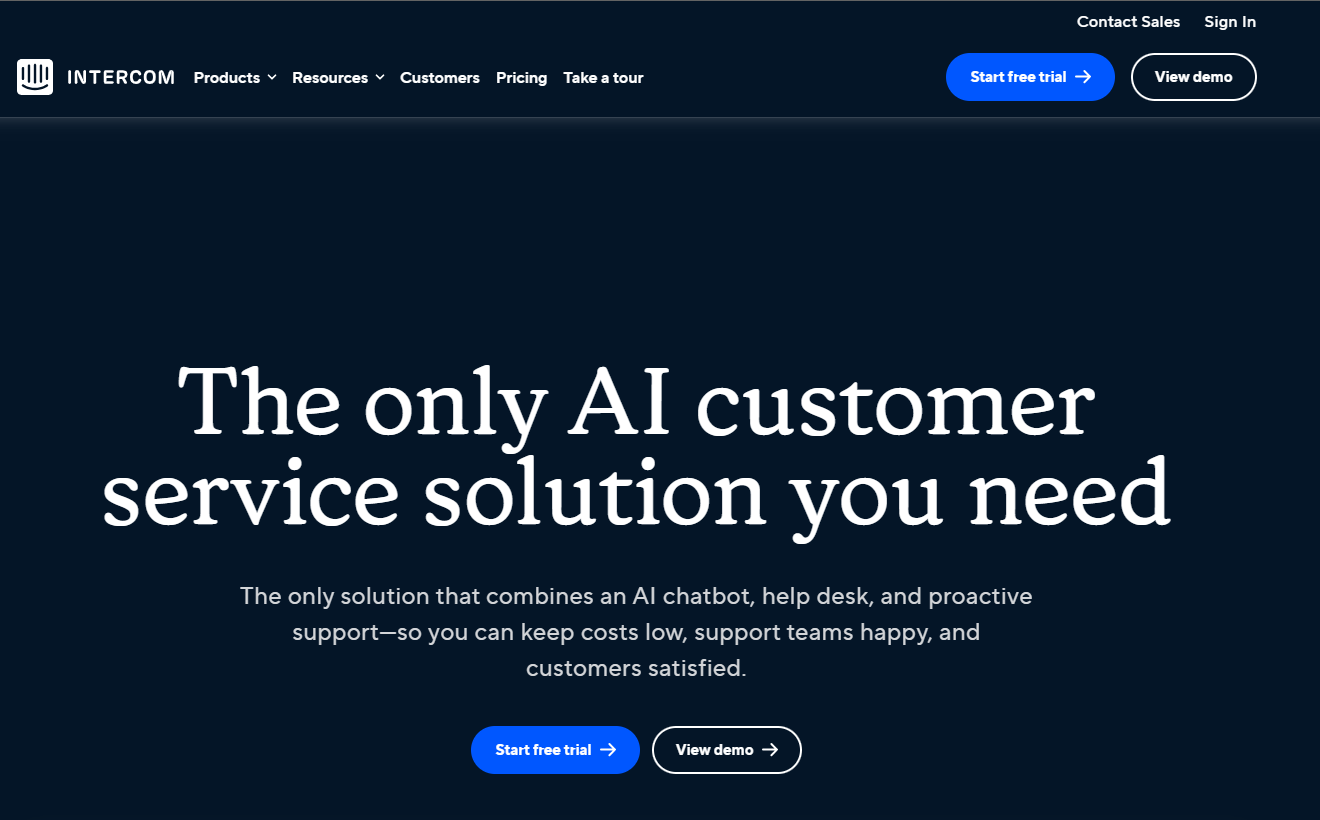 Contact Sales Sign In
INTERCOM Products Resources Customers Pricing Take a tour Start free trial → View demo
The only AI customer
service solution you need
The only solution that combines an AI chatbot, help desk, and proactive
support—so you can keep costs low, support teams happy, and
customers satisfied.
Start free trial → View demo →